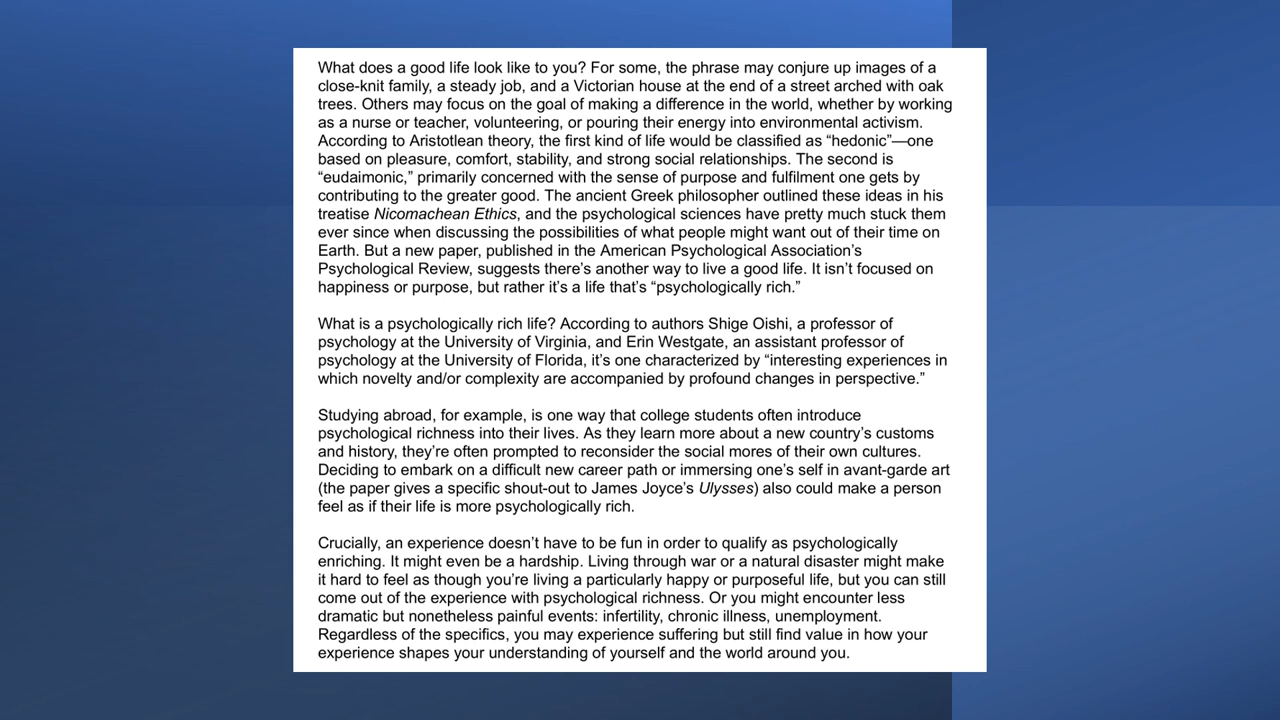 What does a good life look like to you? For some, the phrase may conjure up images of a
close-knit family, a steady job, and a Victorian house at the end of a street arched with oak
trees. Others may focus on the goal of making a difference in the world, whether by working
as a nurse or teacher, volunteering, or pouring their energy into environmental activism.
According to Aristotlean theory, the first kind of life would be classified as “hedonic”—one
based on pleasure, comfort, stability, and strong social relationships. The second is
“eudaimonic,” primarily concerned with the sense of purpose and fulfilment one gets by
contributing to the greater good. The ancient Greek philosopher outlined these ideas in his
treatise Nicomachean Ethics, and the psychological sciences have pretty much stuck them
ever since when discussing the possibilities of what people might want out of their time on
Earth. But a new paper, published in the American Psychological Association’s
Psychological Review, suggests there’s another way to live a good life. It isn’t focused on
happiness or purpose, but rather it’s a life that’s “psychologically rich.”
What is a psychologically rich life? According to authors Shige Oishi, a professor of
psychology at the University of Virginia, and Erin Westgate, an assistant professor of
psychology at the University of Florida, it’s one characterized by “interesting experiences in
which novelty and/or complexity are accompanied by profound changes in perspective.”
Studying abroad, for example, is one way that college students often introduce
psychological richness into their lives. As they learn more about a new country’s customs
and history, they’re often prompted to reconsider the social mores of their own cultures.
Deciding to embark on a difficult new career path or immersing one’s self in avant-garde art
(the paper gives a specific shout-out to James Joyce’s Ulysses) also could make a person
feel as if their life is more psychologically rich.
Crucially, an experience doesn’t have to be fun in order to qualify as psychologically
enriching. It might even be a hardship. Living through war or a natural disaster might make
it hard to feel as though you’re living a particularly happy or purposeful life, but you can still
come out of the experience with psychological richness. Or you might encounter less
dramatic but nonetheless painful events: infertility, chronic illness, unemployment.
Regardless of the specifics, you may experience suffering but still find value in how your
experience shapes your understanding of yourself and the world around you.